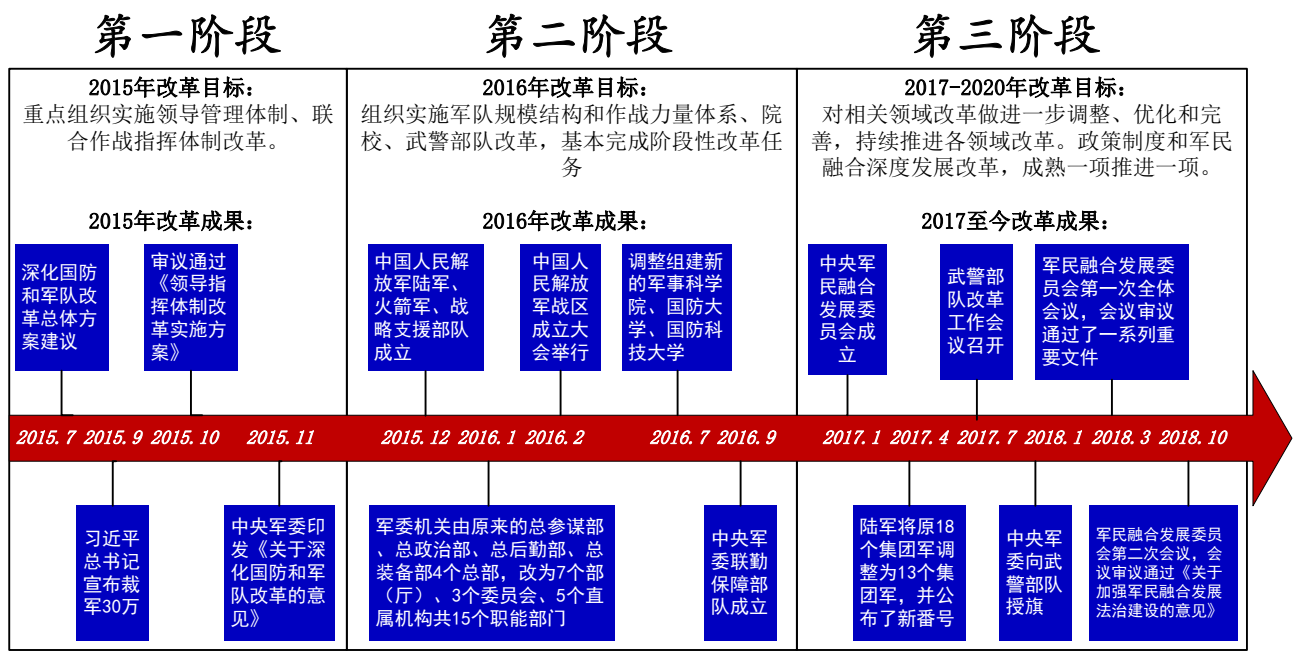 第一阶段
第二阶段
第三阶段
2015年改革目标：
重点组织实施领导管理体制、联
合作战指挥体制改革。
2015年改革成果：
2016年改革目标：
组织实施军队规模结构和作战力量体系、院
校、武警部队改革，基本完成阶段性改革任
务
2016年改革成果：
2017-2020年改革目标：
对相关领域改革做进一步调整、优化和完
善，持续推进各领域改革。政策制度和军民
融合深度发展改革，成熟一项推进一项。
2017至今改革成果：
深化国防
和军队改
革总体方
案建议
审议通过
《领导指
挥体制改
革实施方
案》
中国人民解
放军陆军、
火箭军、战
略支援部队
成立
中国人
民解放
军战区
成立大
会举行
调整组建新
的军事科学
院、国防大
学、国防科
技大学
中央军
民融合
发展委
员会成
立
武警部
队改革
工作会
议召开
军民融合发展委
员会第一次全体
会议，会议审议
通过了一系列重
要文件
2015.7 2015.9 2015.10 2015.11 2015.12 2016.1 2016.2 2016.7 2016.9 2017.1 2017.4 2017.7 2018.1 2018.3 2018.10
习近平
总书记
宣布裁
军30万
中央军委印
发《关于深
化国防和军
队改革的意
见》
军委机关由原来的总参谋部
、总政治部、总后勤部、总
装备部4个总部，改为7个部
（厅）、3个委员会、5个直
属机构共15个职能部门
中央军
委联勤
保障部
队成立
陆军将原18
个集团军调
整为13个集
团军，并公
布了新番号
中央军
委向武
警部队
授旗
军民融合发展委员
会第二次会议，会
议审议通过《关于
加强军民融合发展
法治建设的意见》